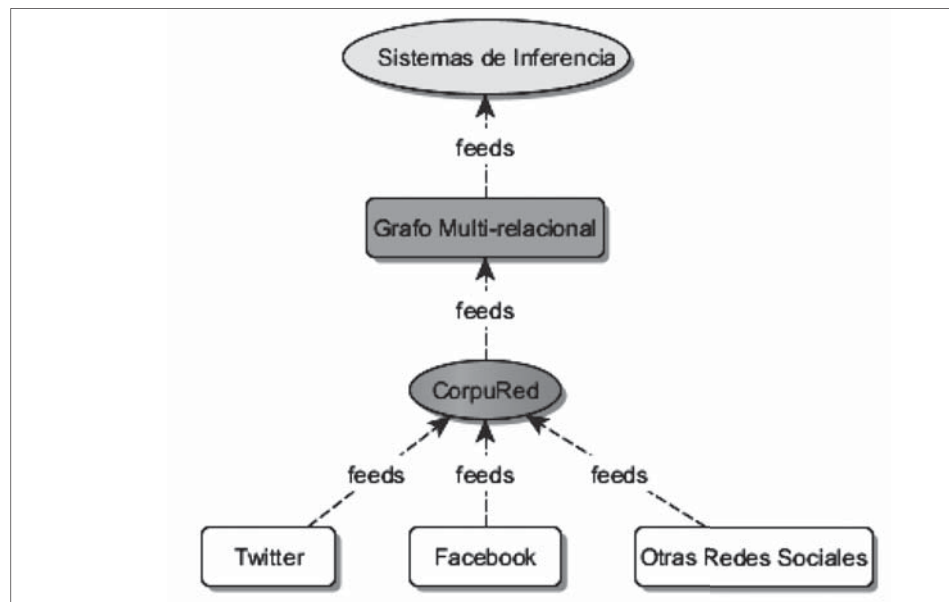 Sistemas de Inferencia
feeds
Grafo Multi-relacional
feeds
CorpuRed
feeds feeds feeds
Twitter Facebook Otras Redes Sociales